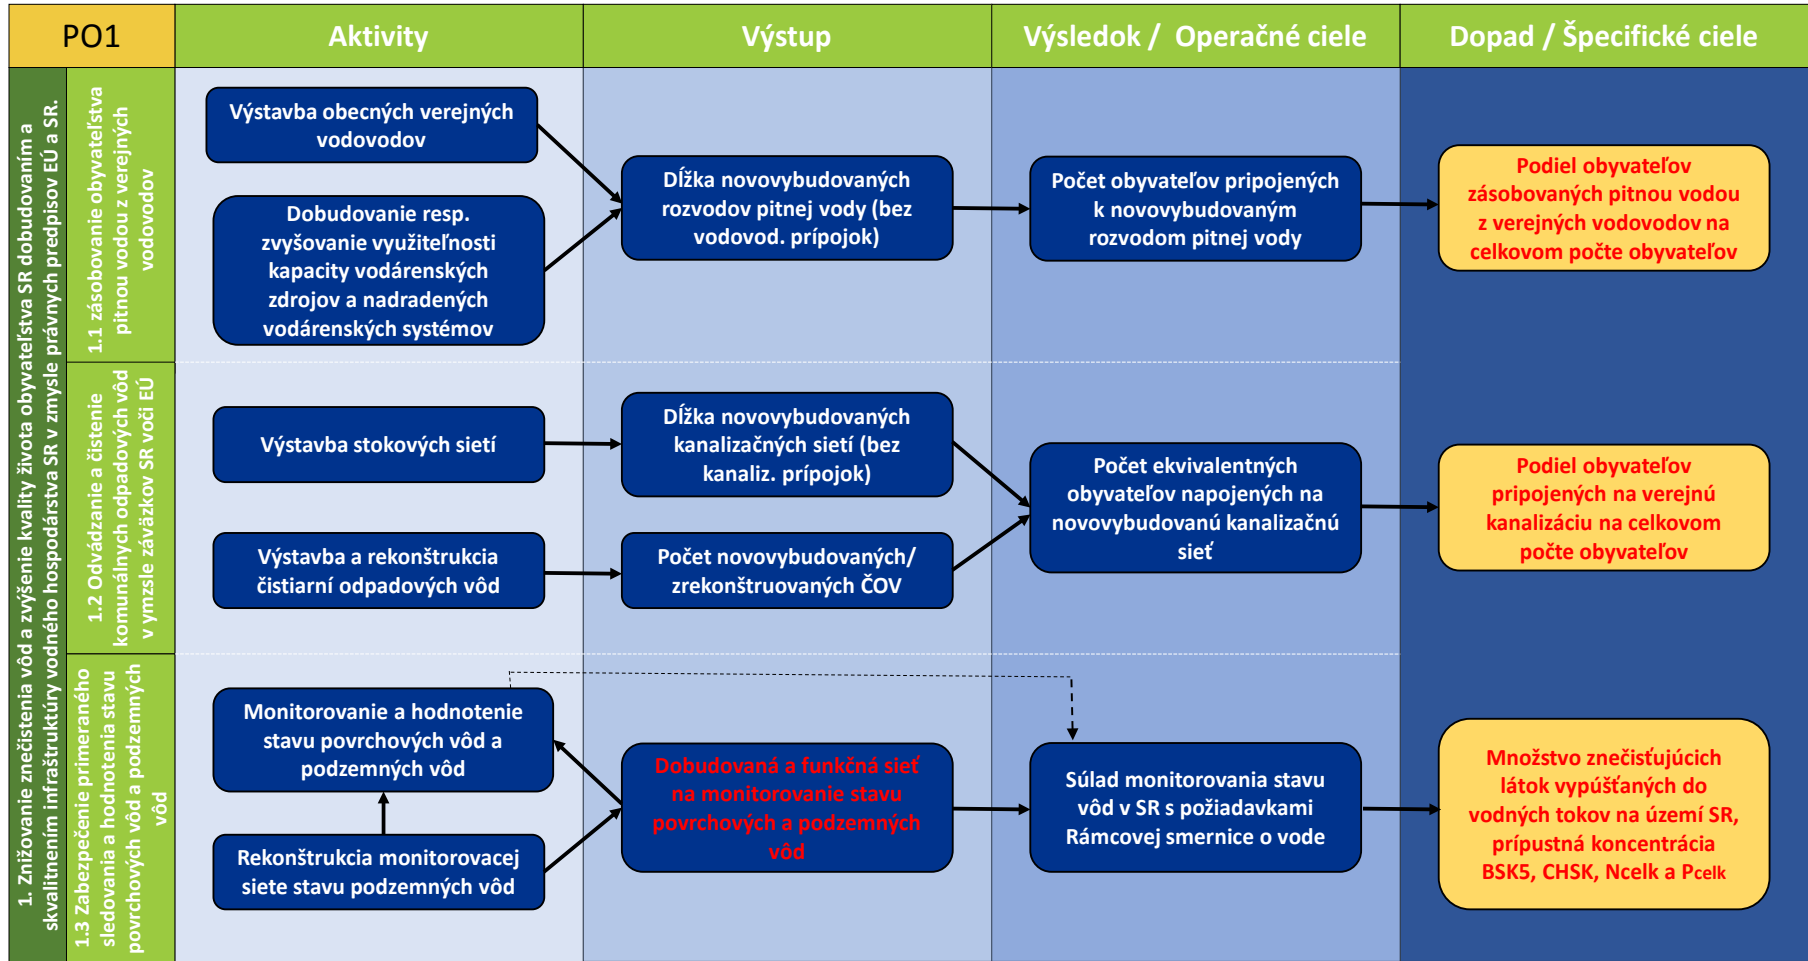 PO1
Aktivity
Výstup
Výsledok / Operačné ciele
Dopad / Špecifické ciele
1. Znižovanie znečistenia vôd a zvýšenie kvality života obyvateľstva SR dobudovaním a
skvalitnením infraštruktúry vodného hospodárstva SR v zmysle právnych predpisov EÚ a SR.
1.1 zásobovanie obyvateľstva
pitnou vodou z verejných
vodovodov
Výstavba obecných verejných
vodovodov
Dobudovanie resp.
zvyšovanie využiteľnosti
kapacity vodárenských
zdrojov a nadradených
vodárenských systémov
Dĺžka novovybudovaných
rozvodov pitnej vody (bez
vodovod. prípojok)
Počet obyvateľov pripojených
k novovybudovaným
rozvodom pitnej vody
Podiel obyvateľov
zásobovaných pitnou vodou
z verejných vodovodov na
celkovom počte obyvateľov
1.2 Odvádzanie a čistenie
komunálnych odpadových vôd
v ymzsle záväzkov SR voči EÚ
Výstavba stokových sietí
Výstavba a rekonštrukcia
čistiarní odpadových vôd
Dĺžka novovybudovaných
kanalizačných sietí (bez
kanaliz. prípojok)
Počet novovybudovaných/
zrekonštruovaných ČOV
Počet ekvivalentných
obyvateľov napojených na
novovybudovanú kanalizačnú
sieť
Podiel obyvateľov
pripojených na verejnú
kanalizáciu na celkovom
počte obyvateľov
1.3 Zabezpečenie primeraného
sledovania a hodnotenia stavu
povrchových vôd a podzemných
vôd
Monitorovanie a hodnotenie
stavu povrchových vôd a
podzemných vôd
Rekonštrukcia monitorovacej
siete stavu podzemných vôd
Dobudovaná a funkčná sieť
na monitorovanie stavu
povrchových a podzemných
vôd
Súlad monitorovania stavu
vôd v SR s požiadavkami
Rámcovej smernice o vode
Množstvo znečisťujúcich
látok vypúšťaných do
vodných tokov na území SR,
prípustná koncentrácia
BSK5, CHSK, Ncelk a Pcelk